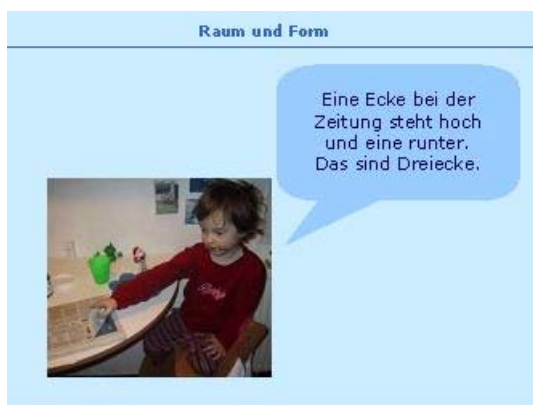 Raum und Form
Eine Ecke bei der
Zeitung steht hoch
und eine runter.
Das sind Dreiecke.